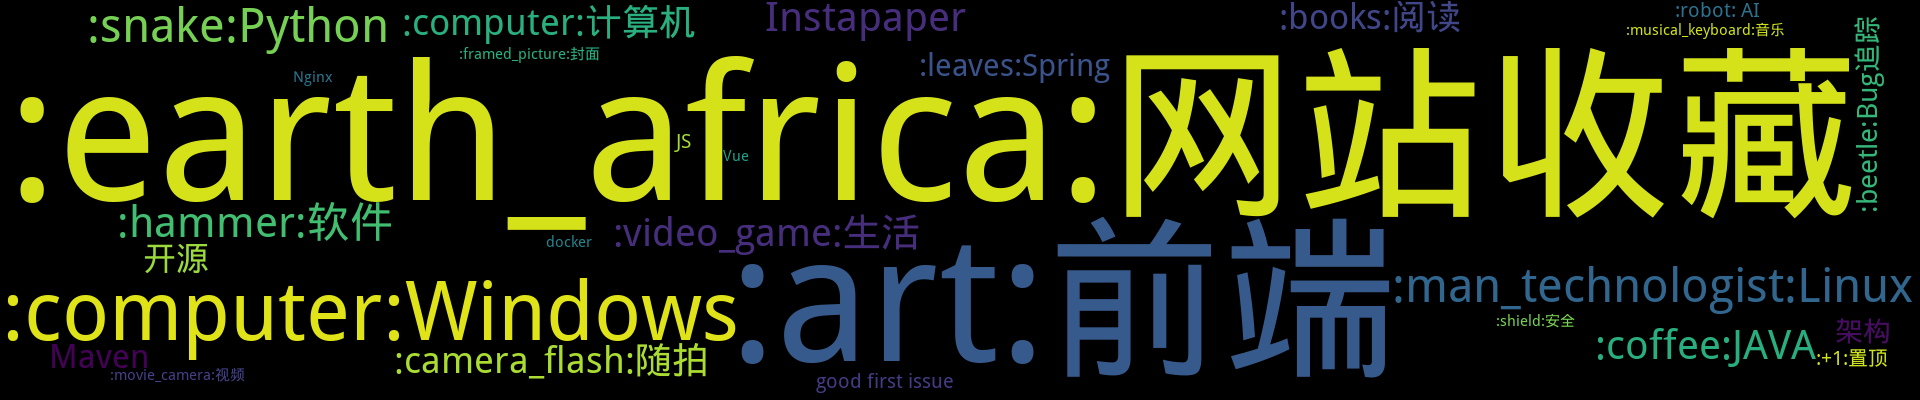 :snake:Python
:computer:计算机
Instapaper
:books:阅读
:robot: AI
:musical_keyboard:音乐
:framed_picture:封面
:leaves:Spring
Nginx
:earth_africa:网站收藏
:beetle:Bug追踪
JS
Vue
:hammer:软件
docker
:video_game:生活
开源
:art:前端
:man_technologist:Linux
:computer:Windows
:shield:安全
:coffee:JAVA
架构
Maven
:camera_flash:随拍
:+1:置顶
:movie_camera:视频
good first issue